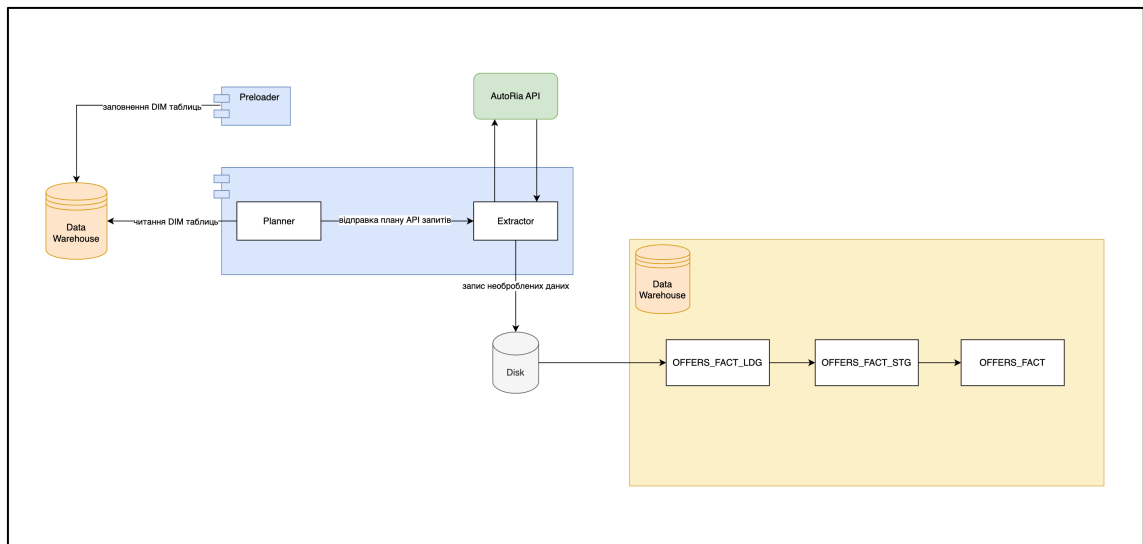 Preloader
AutoRia API
заповнення DIM таблиць
Data
Warehouse
читання DIM таблиць
Planner
відправка плану API запитів
Extractor
запис необроблених даних
Disk
Data
Warehouse
OFFERS_FACT_LDG
OFFERS_FACT_STG
OFFERS_FACT